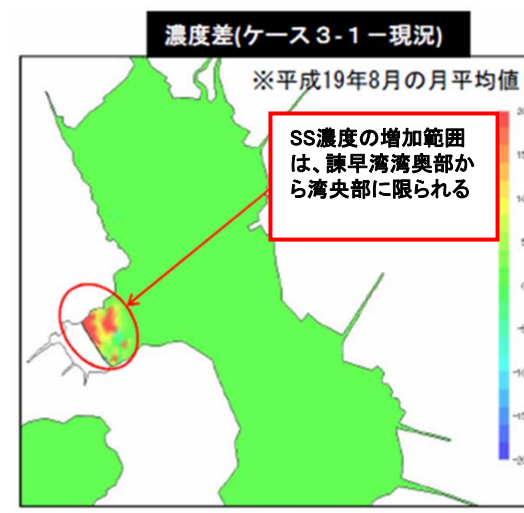 濃度差(ケース３-１－現況)
※平成19年8月の月平均値
SS濃度の増加範囲
は、諫早湾湾奥部か
ら湾央部に限られる